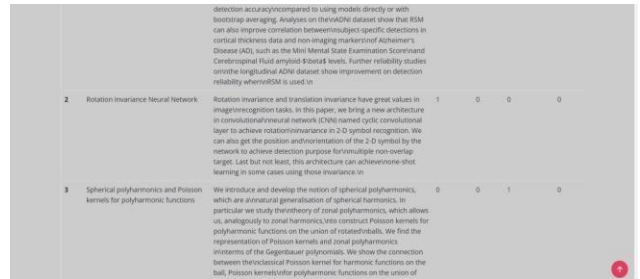 detection accuracy\ncompared to using models directly or with
bootstrap averaging. Analyses on the\nADNI dataset show that RSM
can also improve correlation between\nsubject-specific detections in
cortical thickness data and non-imaging markers\nof Alzheimer's
Disease (AD), such as the Mini Mental State Examination Score\nand
Cerebrospinal Fluid amyloid-$\beta$ levels. Further reliability studies
on\nthe longitudinal ADNI dataset show improvement on detection
reliability when\nRSM is used.\n
2 Rotation Invariance Neural Network Rotation invariance and translation invariance have great values in 1 0 0 0
image\nrecognition tasks. In this paper, we bring a new architecture
in convolutional\nneural network (CNN) named cyclic convolutional
layer to achieve rotation\ninvariance in 2-D symbol recognition. We
can also get the position and\norientation of the 2-D symbol by the
network to achieve detection purpose for\nmultiple non-overlap
target. Last but not least, this architecture can achieve\none-shot
learning in some cases using those invariance.\n
3 Spherical polyharmonics and Poisson We introduce and develop the notion of spherical polyharmonics, 0 0 1 0
kernels for polyharmonic functions which are a\nnatural generalisation of spherical harmonics. In
particular we study the\ntheory of zonal polyharmonics, which allows
us, analogously to zonal harmonics,\nto construct Poisson kernels for
polyharmonic functions on the union of rotated\nballs. We find the
representation of Poisson kernels and zonal polyharmonics
in\nterms of the Gegenbauer polynomials. We show the connection
between the\nclassical Poisson kernel for harmonic functions on the
ball, Poisson kernels\nfor polyharmonic functions on the union of